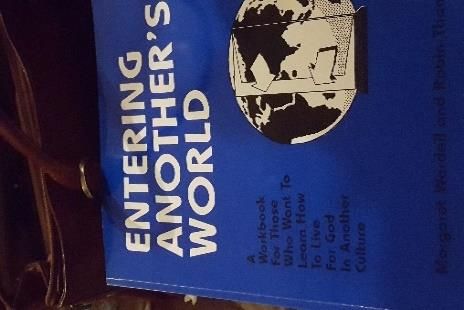 ENTERING
ANOTHER'S
WORLD
A
Workbook
For Those
Who Want To
Learn How
To Live
For God
In Another
Culture
Margaret Wardell and Robin